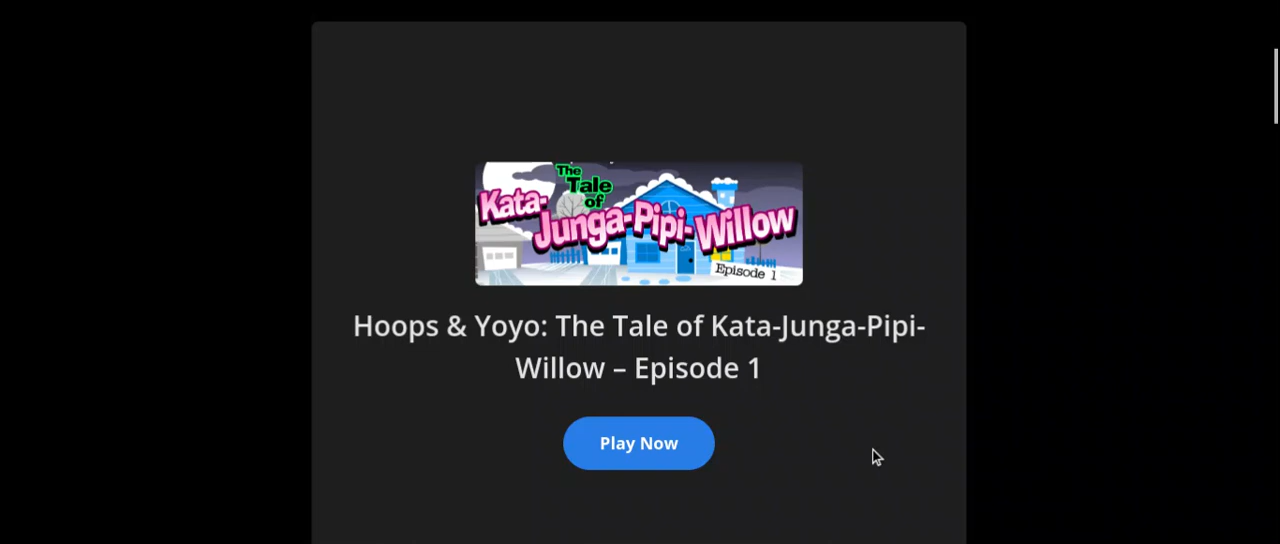 The
Tale
of
Kata-
Junga-Pipi-Willow
Episode 1
Hoops & Yoyo: The Tale of Kata-Junga-Pipi-
Willow – Episode 1
Play Now